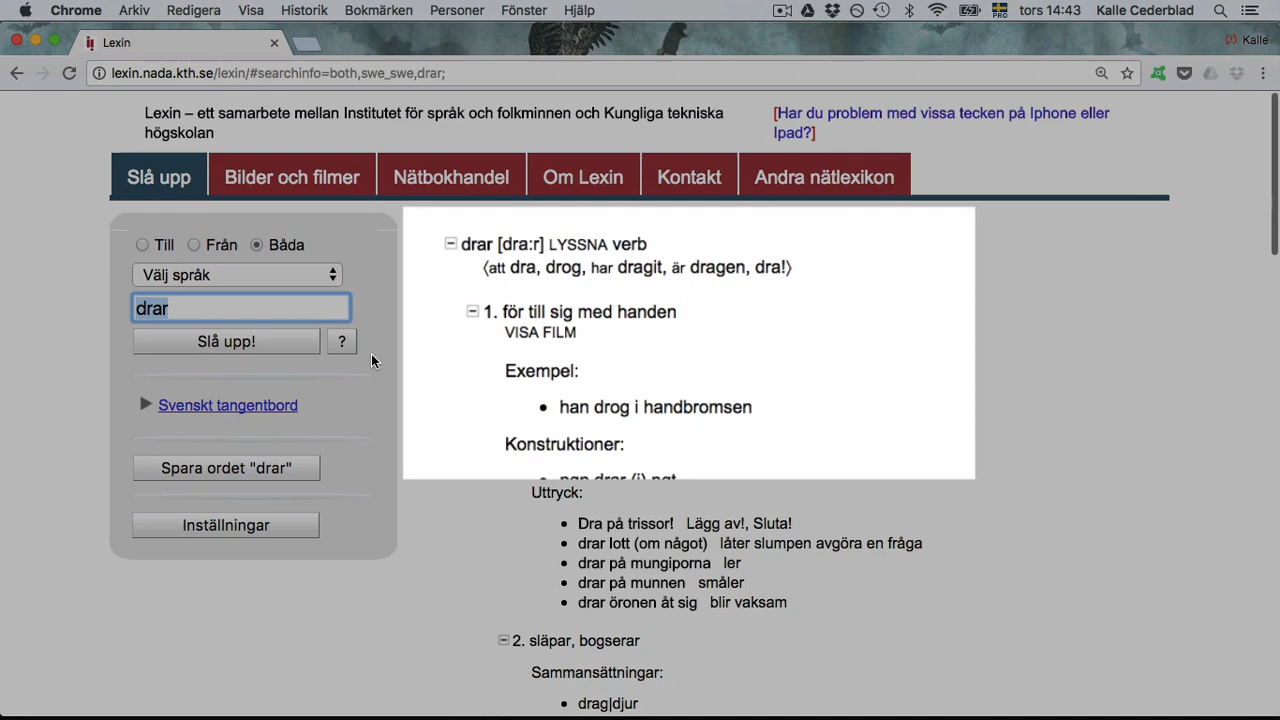 Chrome Arkiv Redigera Visa Historik Bokmärken Personer Fönster Hjälp PRO tors 14:43 Kalle Cederblad
Lexin Kalle
lexin.nada.kth.se/lexin/#searchinfo=both,swe_swe,drar;
Lexin – ett samarbete mellan Institutet för språk och folkminnen och Kungliga tekniska
högskolan
[Har du problem med vissa tecken på Iphone eller
Ipad?]
Slå upp Bilder och filmer Nätbokhandel Om Lexin Kontakt Andra nätlexikon
Till Från Båda
Välj språk
drar
Slå upp! ?
Svenskt tangentbord
Spara ordet "drar"
Inställningar
drar [dra:r] LYSSNA verb
⟨att dra, drog, har dragit, är dragen, dra!⟩
1. för till sig med handen
VISA FILM
Exempel:
• han drog i handbromsen
Konstruktioner:
• ngn drar (i) ngt
Uttryck:
• Dra på trissor! Lägg av!, Sluta!
• drar lott (om något) låter slumpen avgöra en fråga
• drar på mungiporna ler
• drar på munnen småler
• drar öronen åt sig blir vaksam
2. släpar, bogserar
Sammansättningar:
• drag|djur